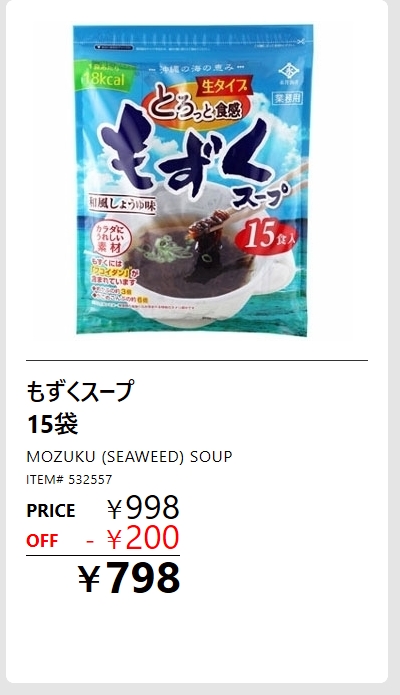 1食あたり
18kcal
－沖縄の海の恵み－
生タイプ
業務用
とろっと食感
もずく
スープ
和風しょうゆ味
15食入
カラダに
うれしい
素材
もずくには
「フコイダン」が
含まれています
もずくスープ
15袋
MOZUKU (SEAWEED) SOUP
ITEM# 532557
PRICE ￥998
OFF - ￥200
￥798